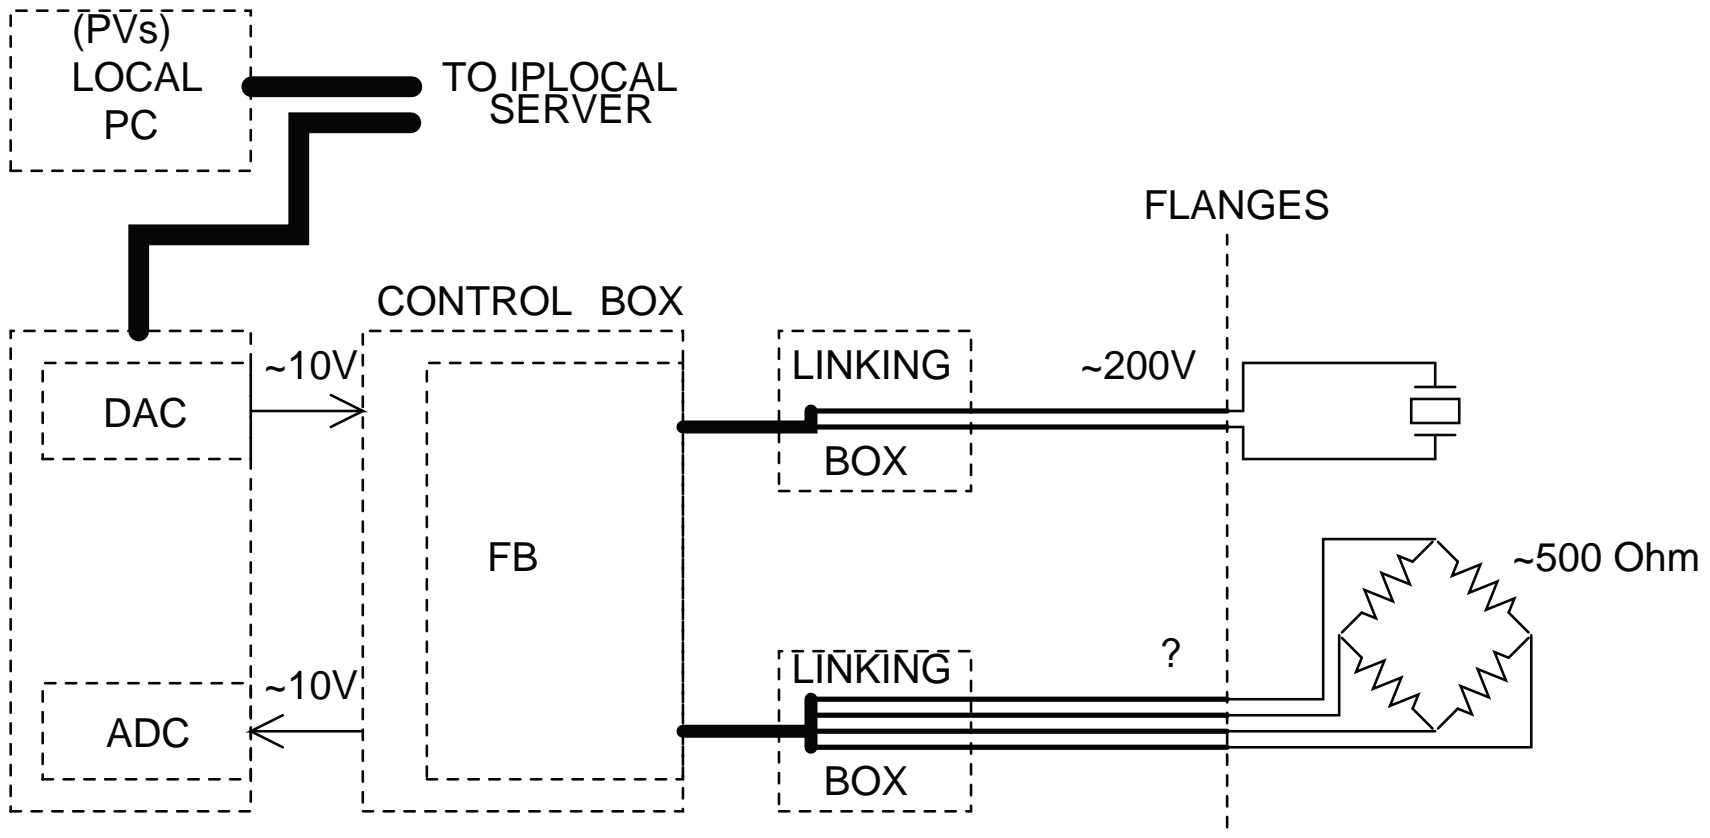 (PVs)
LOCAL
PC
TO IPLOCAL
SERVER
FLANGES
CONTROL BOX
~10V
LINKING
~200V
DAC
BOX
FB
~500 Ohm
?
~10V
LINKING
ADC
BOX